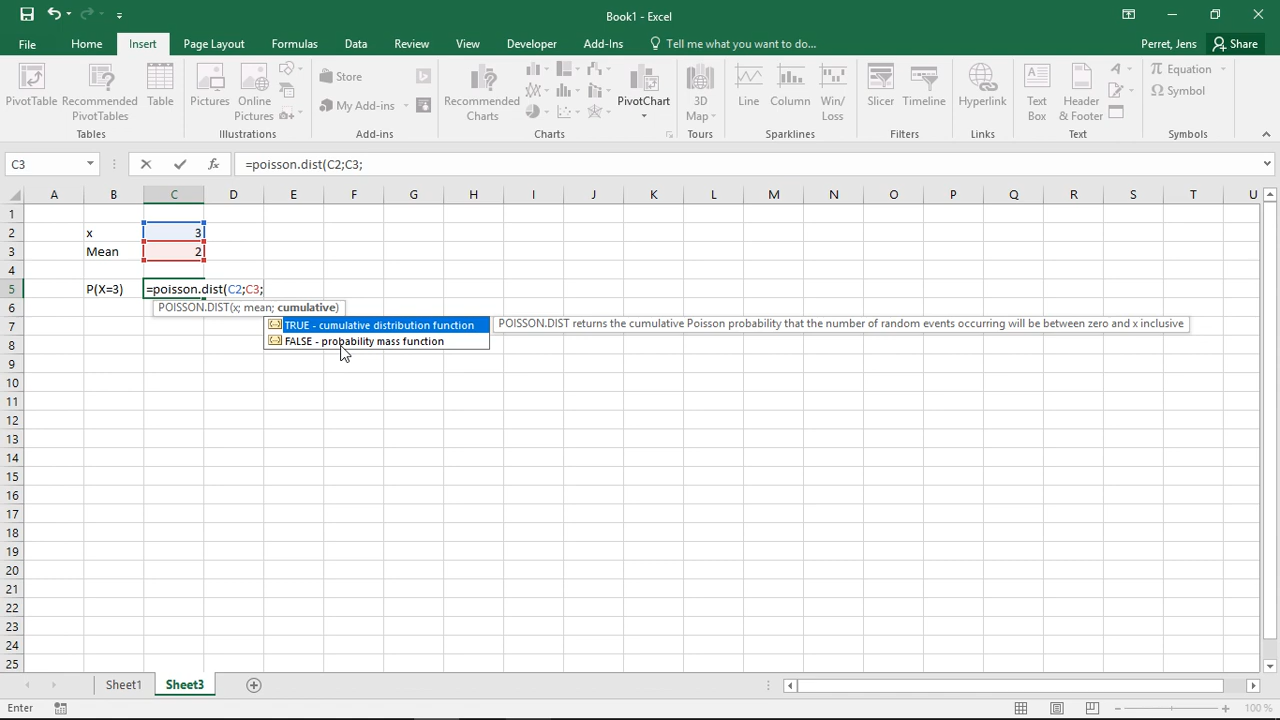 Book1 - Excel
File Home Insert Page Layout Formulas Data Review View Developer Add-Ins Tell me what you want to do... Perret, Jens Share
PivotTable Recommended PivotTables Table Pictures Online Pictures Store My Add-ins Recommended Charts PivotChart 3D Map Line Column Win/Loss Slicer Timeline Hyperlink Text Box Header & Footer Equation Symbol
Tables Illustrations Add-ins Charts Tours Sparklines Filters Links Text Symbols
C3 fx =poisson.dist(C2;C3;
A B C D E F G H I J K L M N O P Q R S T U
1
2 x 3
3 Mean 2
4
5 P(X=3) =poisson.dist(C2;C3;
6 POISSON.DIST(x; mean; cumulative)
7 TRUE - cumulative distribution function POISSON.DIST returns the cumulative Poisson probability that the number of random events occurring will be between zero and x inclusive
8 FALSE - probability mass function
9
10
11
12
13
14
15
16
17
18
19
20
21
22
23
24
25
Sheet1 Sheet3
Enter 100 %